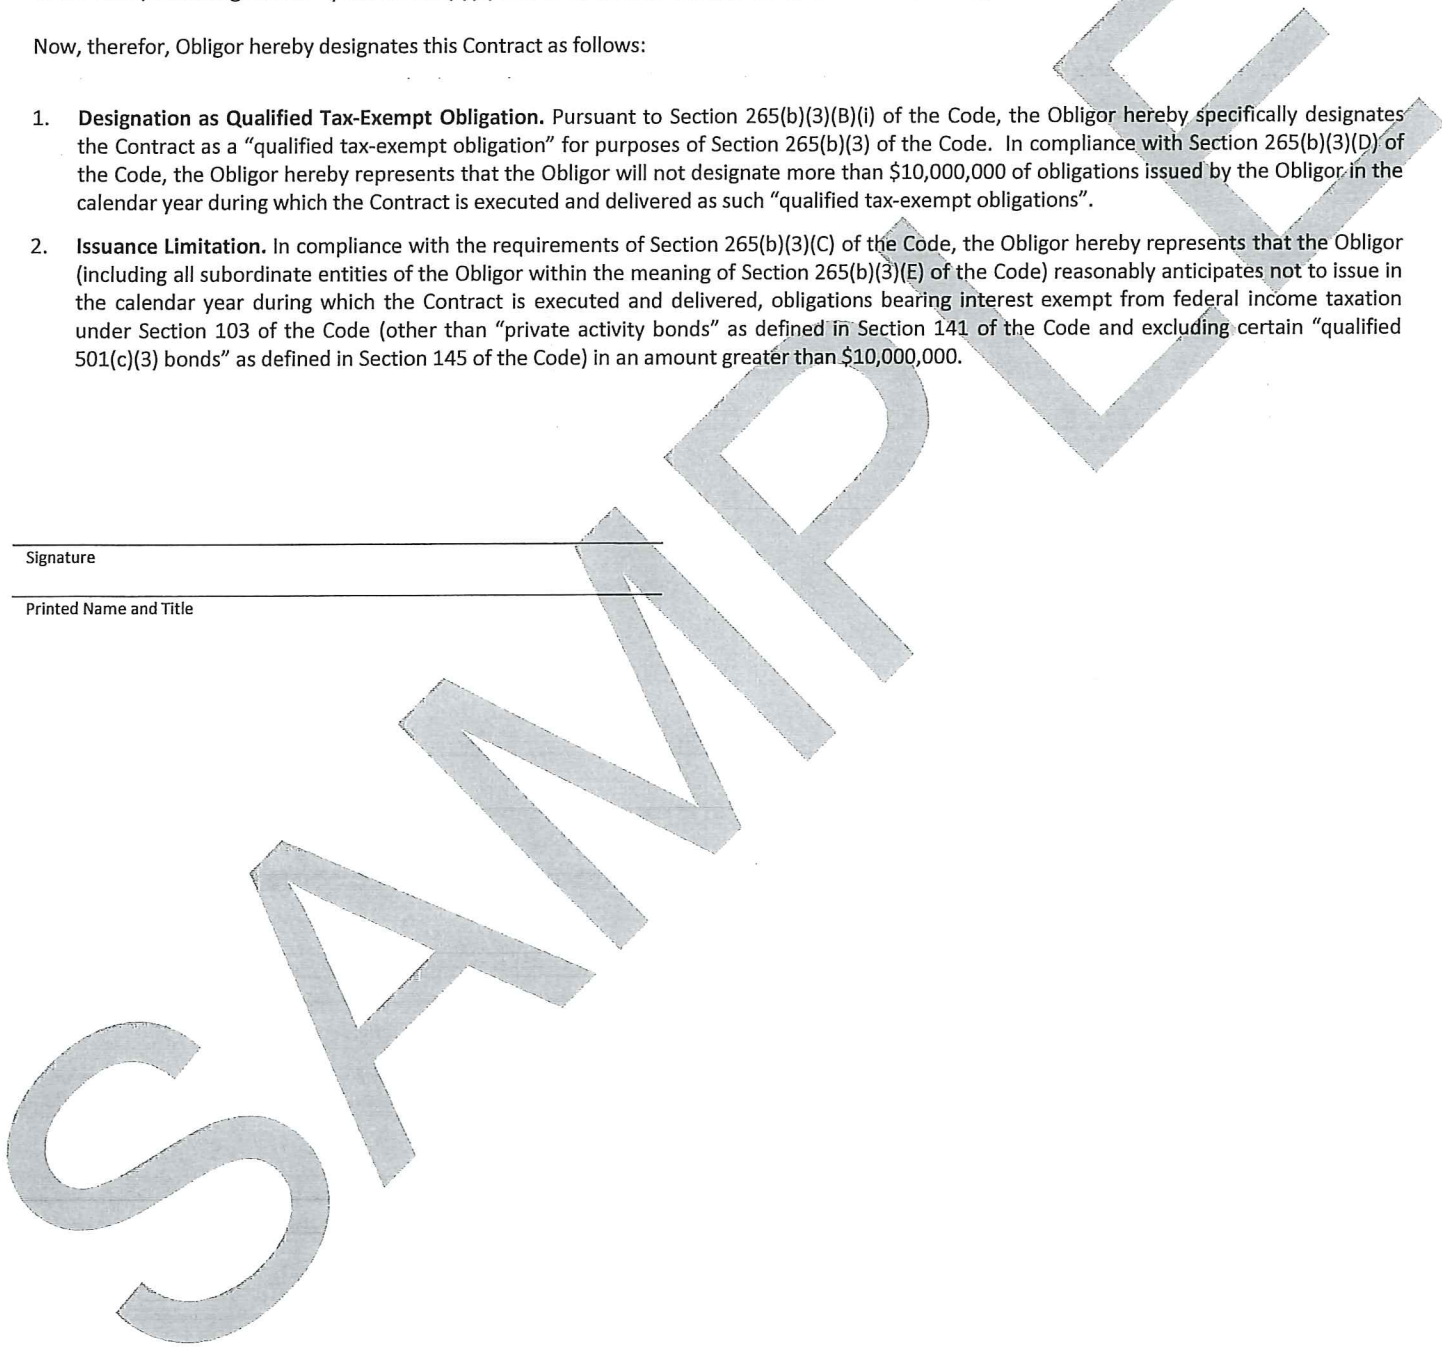 Now, therefor, Obligor hereby designates this Contract as follows:
1. Designation as Qualified Tax-Exempt Obligation. Pursuant to Section 265(b)(3)(B)(i) of the Code, the Obligor hereby specifically designates
the Contract as a “qualified tax-exempt obligation” for purposes of Section 265(b)(3) of the Code. In compliance with Section 265(b)(3)(D) of
the Code, the Obligor hereby represents that the Obligor will not designate more than $10,000,000 of obligations issued by the Obligor in the
calendar year during which the Contract is executed and delivered as such “qualified tax-exempt obligations”.
2. Issuance Limitation. In compliance with the requirements of Section 265(b)(3)(C) of the Code, the Obligor hereby represents that the Obligor
(including all subordinate entities of the Obligor within the meaning of Section 265(b)(3)(E) of the Code) reasonably anticipates not to issue in
the calendar year during which the Contract is executed and delivered, obligations bearing interest exempt from federal income taxation
under Section 103 of the Code (other than “private activity bonds” as defined in Section 141 of the Code and excluding certain “qualified
501(c)(3) bonds” as defined in Section 145 of the Code) in an amount greater than $10,000,000.
Signature
Printed Name and Title
SAMPLE